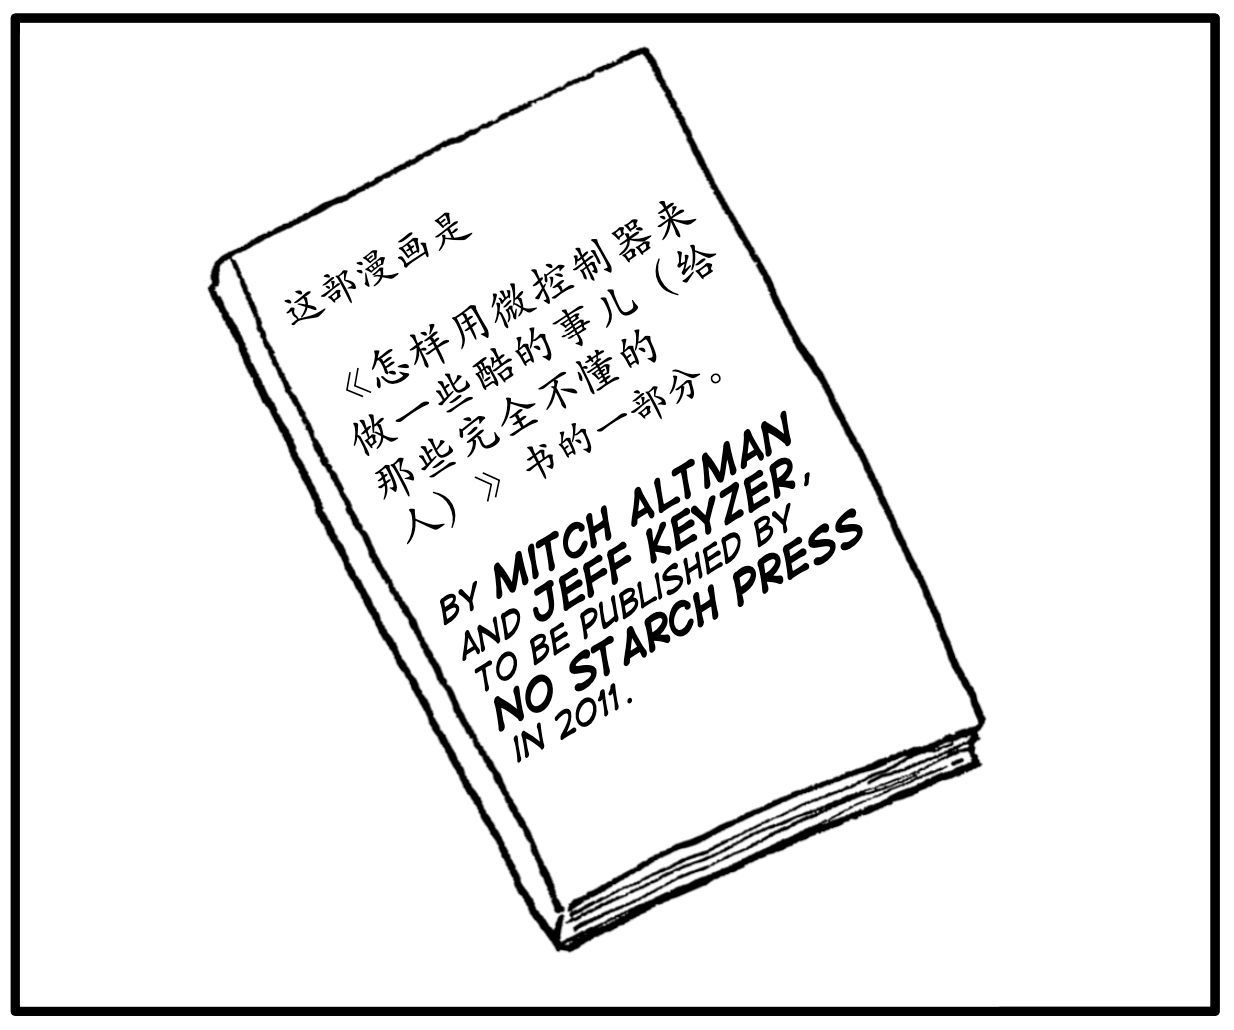 这部漫画是
《怎样用微控制器来
做一些酷的事儿（给
那些完全不懂的
人）》书的一部分。
BY MITCH ALTMAN
AND JEFF KEYZER,
TO BE PUBLISHED BY
NO STARCH PRESS
IN 2011.